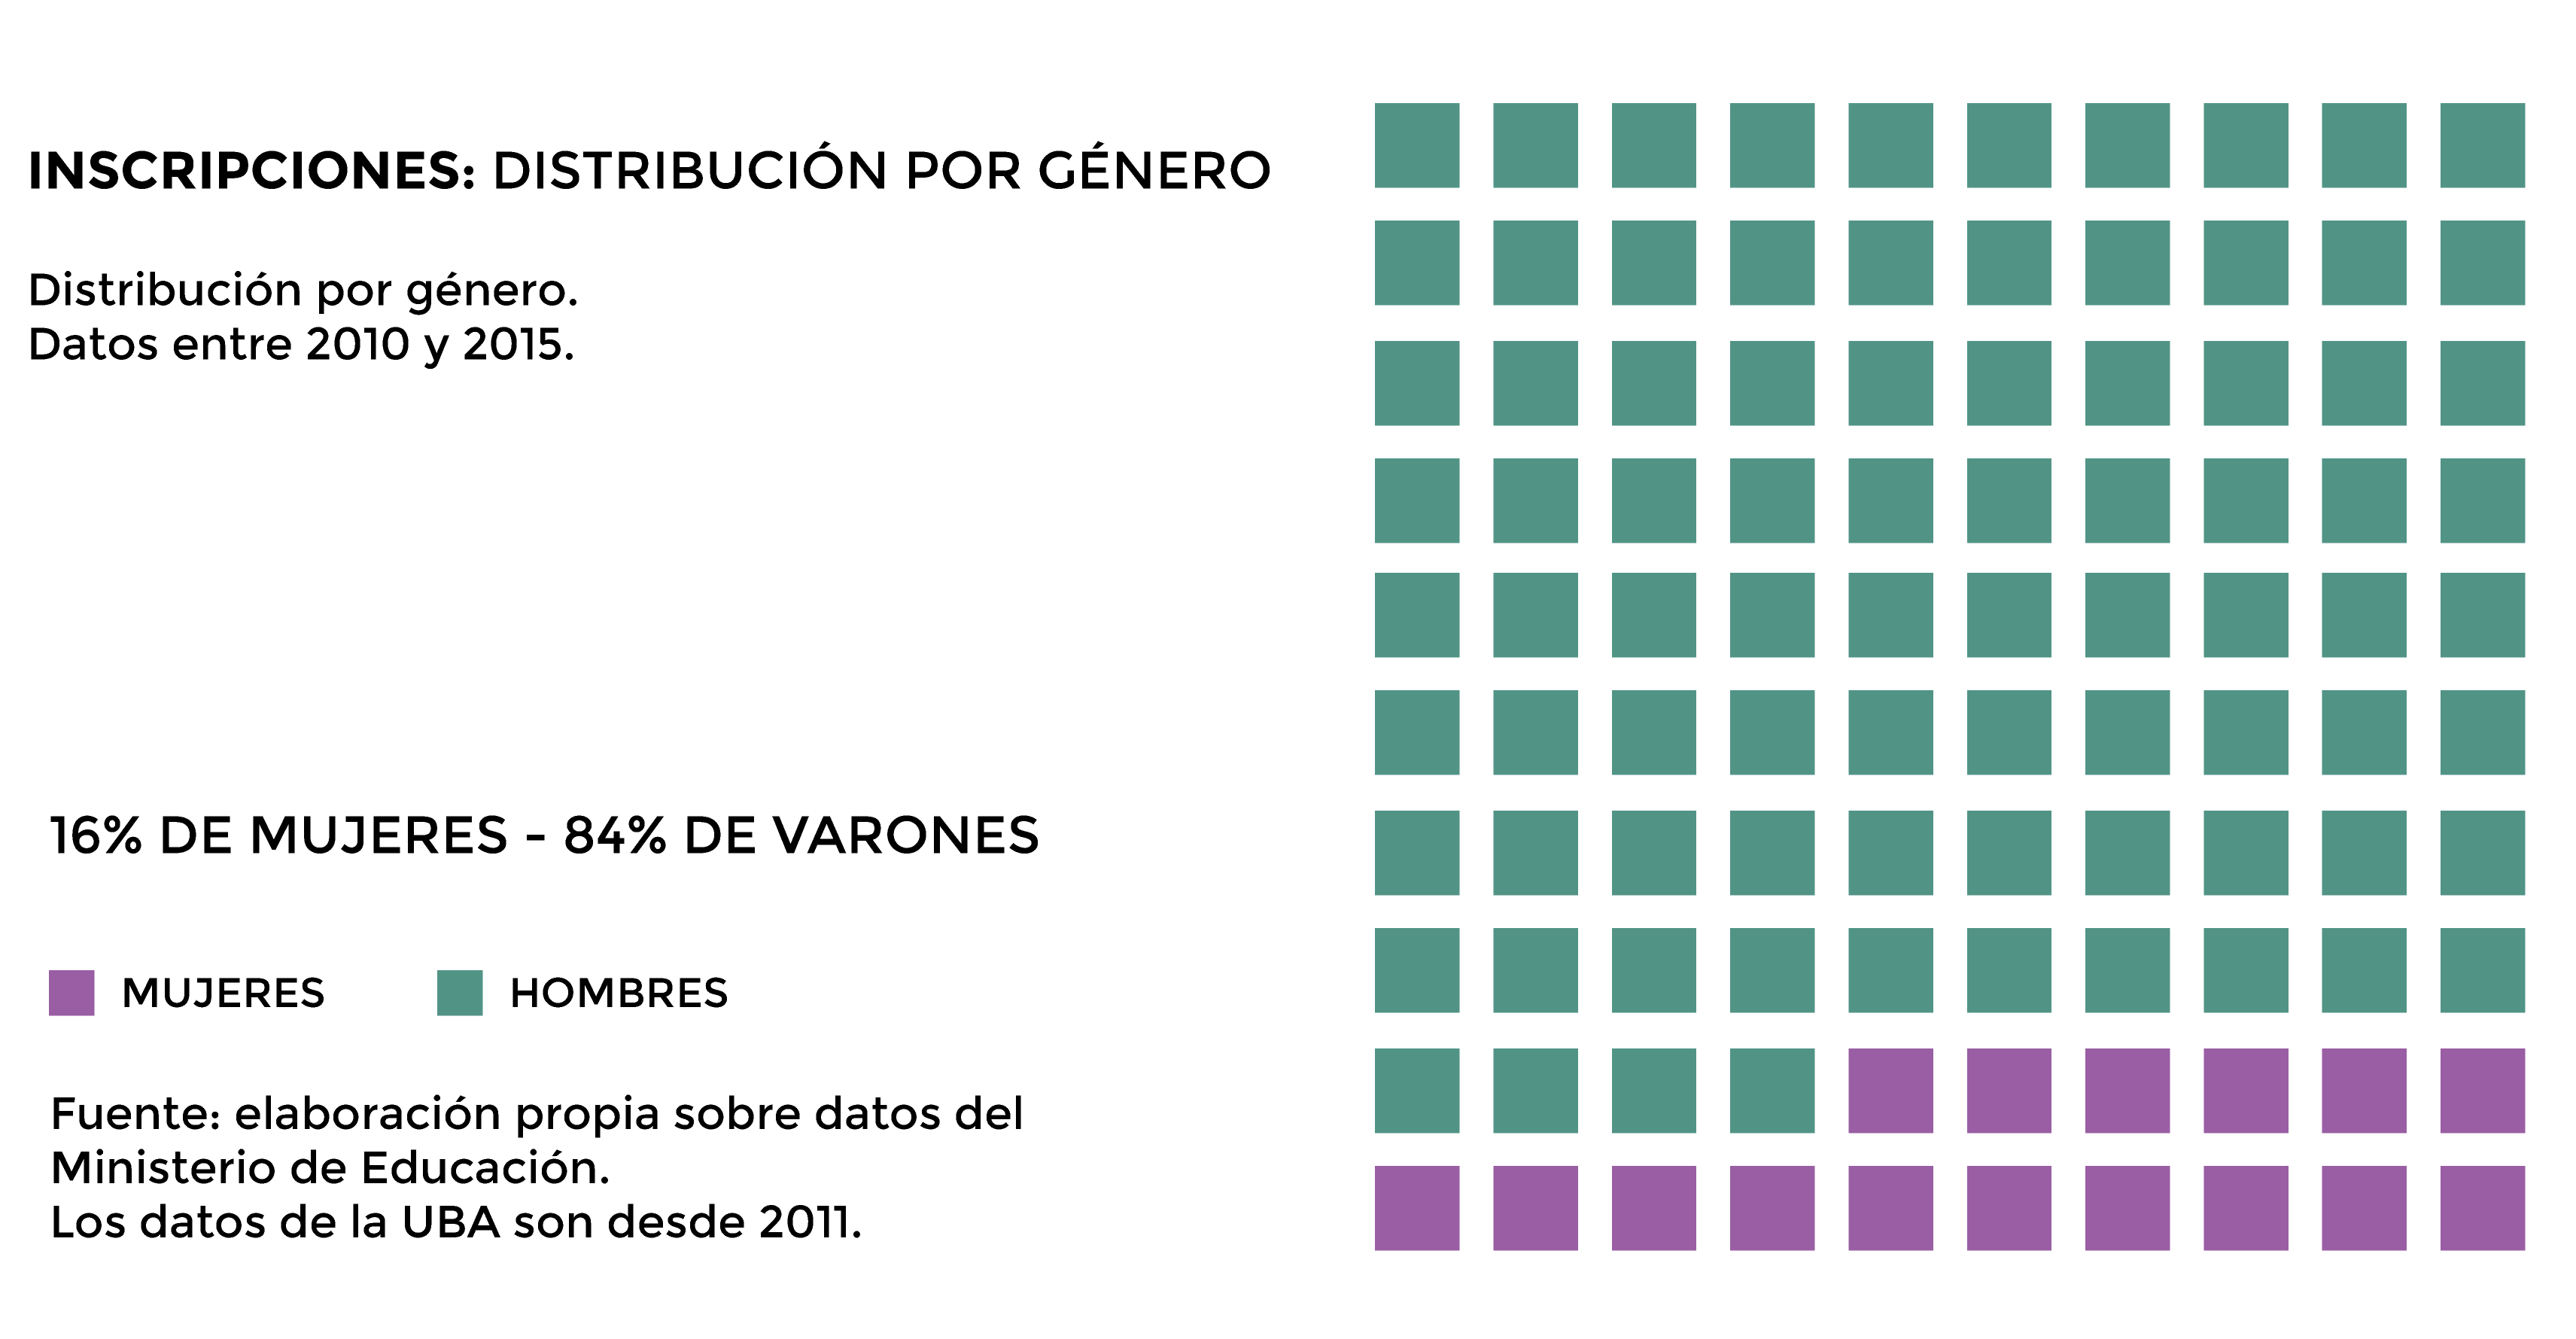 INSCRIPCIONES: DISTRIBUCIÓN POR GÉNERO
Distribución por género.
Datos entre 2010 y 2015.
16% DE MUJERES - 84% DE VARONES
MUJERES
HOMBRES
Fuente: elaboración propia sobre datos del
Ministerio de Educación.
Los datos de la UBA son desde 2011.